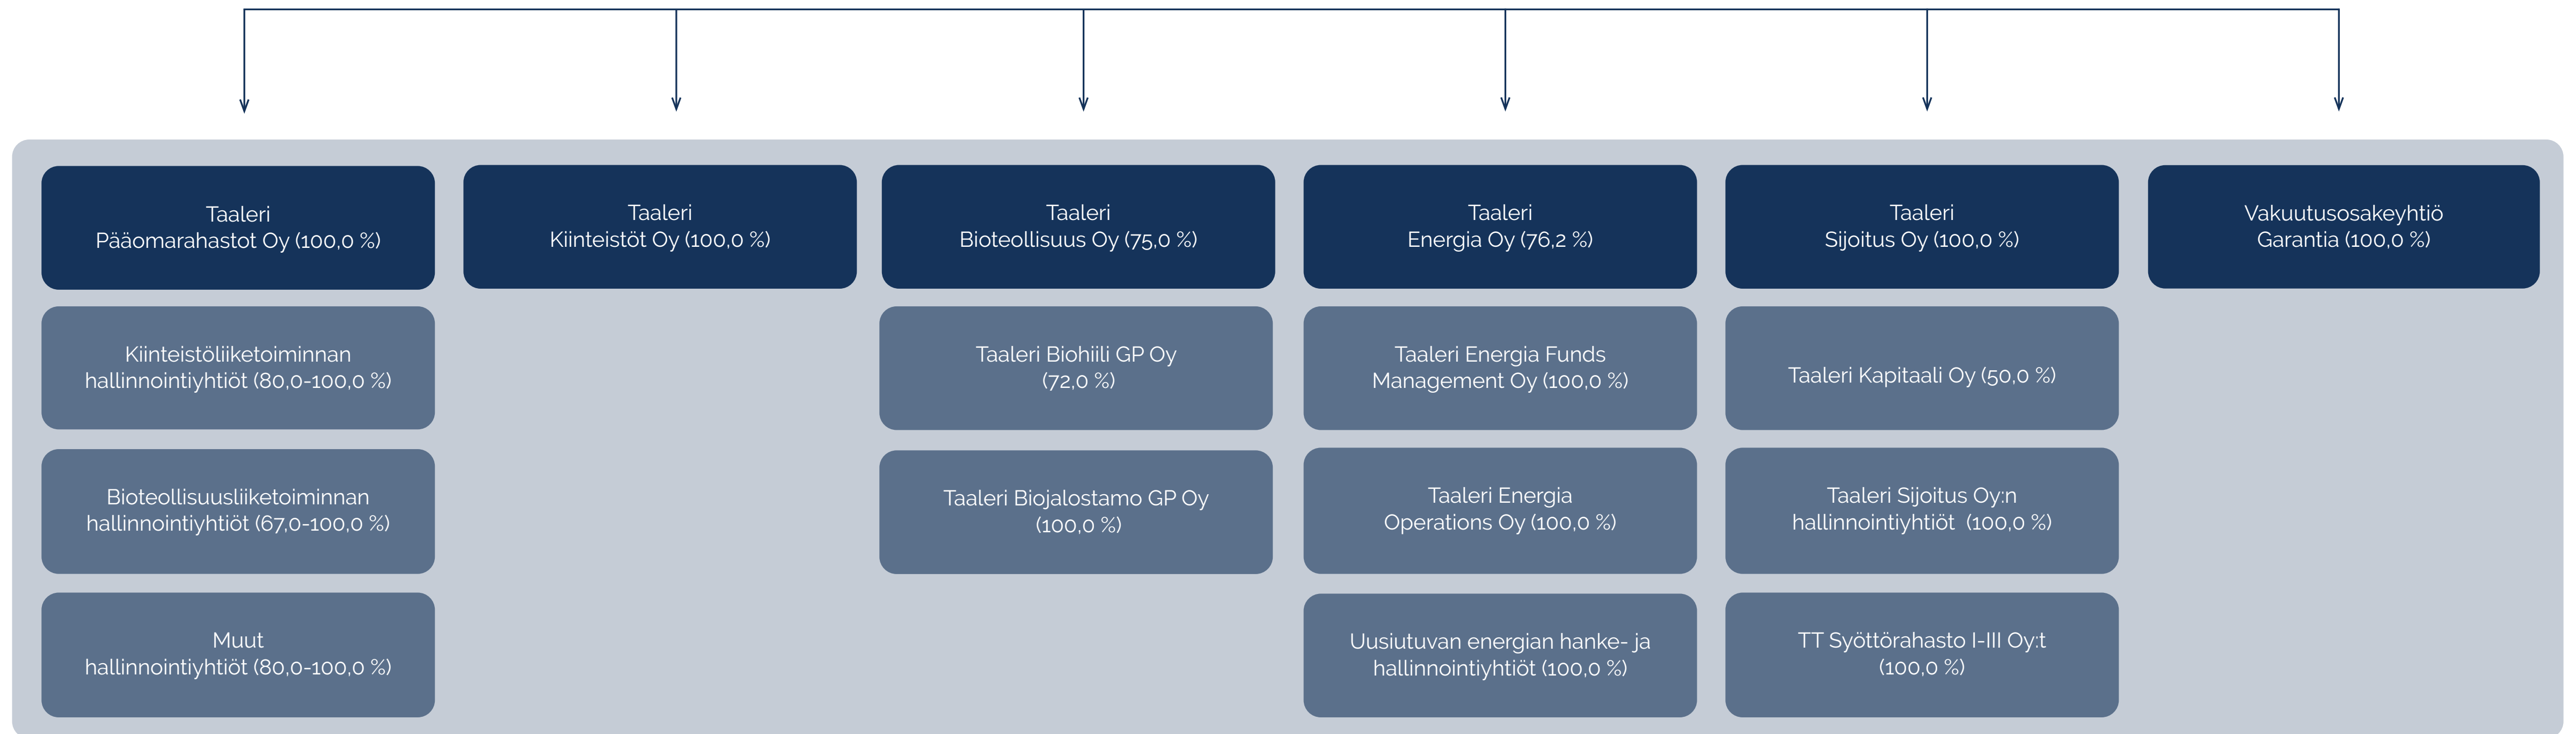 Taaleri
Pääomarahastot Oy (100,0 %)
Taaleri
Kiinteistöt Oy (100,0 %)
Taaleri
Bioteollisuus Oy (75,0 %)
Taaleri
Energia Oy (76,2 %)
Taaleri
Sijoitus Oy (100,0 %)
Vakuutusosakeyhtiö
Garantia (100,0 %)
Kiinteistöliiketoiminnan
hallinnointiyhtiöt (80,0-100,0 %)
Taaleri Biohiili GP Oy
(72,0 %)
Taaleri Energia Funds
Management Oy (100,0 %)
Taaleri Kapitaali Oy (50,0 %)
Bioteollisuusliiketoiminnan
hallinnointiyhtiöt (67,0-100,0 %)
Taaleri Biojalostamo GP Oy
(100,0 %)
Taaleri Energia
Operations Oy (100,0 %)
Taaleri Sijoitus Oy:n
hallinnointiyhtiöt (100,0 %)
Muut
hallinnointiyhtiöt (80,0-100,0 %)
Uusiutuvan energian hanke- ja
hallinnointiyhtiöt (100,0 %)
TT Syöttörahasto I-III Oy:t
(100,0 %)